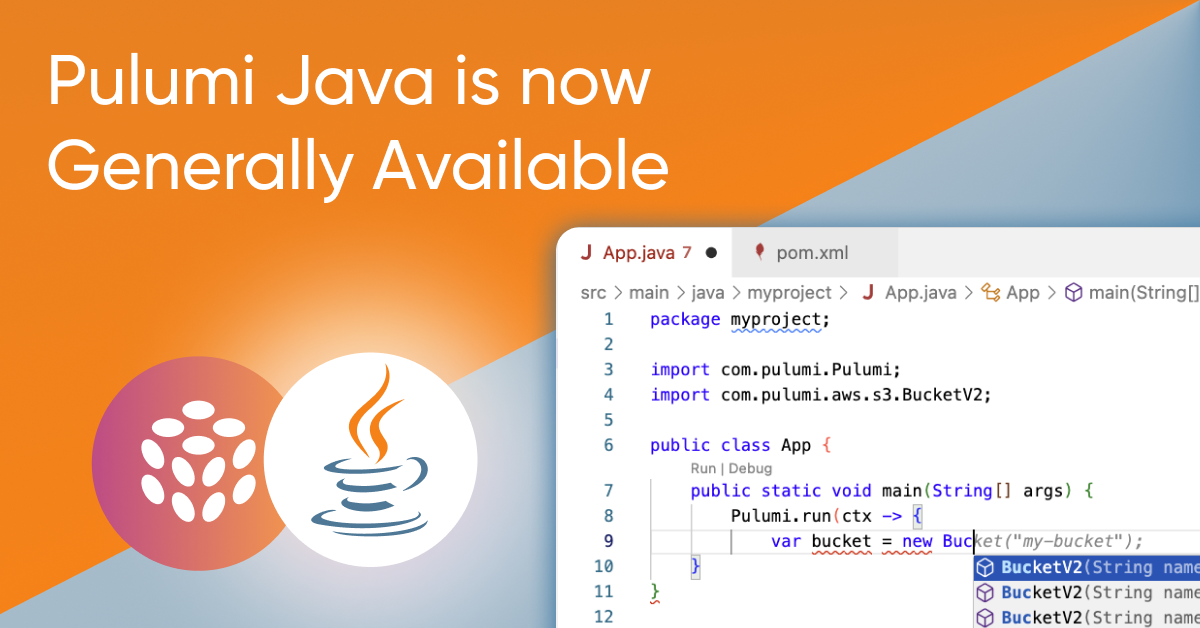 Pulumi Java is now
Generally Available
App.java 7
pom.xml
src > main > java > myproject > App.java > App > main(String[]
1 package myproject;
2
3 import com.pulumi.Pulumi;
4 import com.pulumi.aws.s3.BucketV2;
5
6 public class App {
Run | Debug
7 public static void main(String[] args) {
8 Pulumi.run(ctx -> {
9 var bucket = new Bucket("my-bucket");
10 }
BucketV2(String name
11 }
BucketV2(String name
12
BucketV2(String name